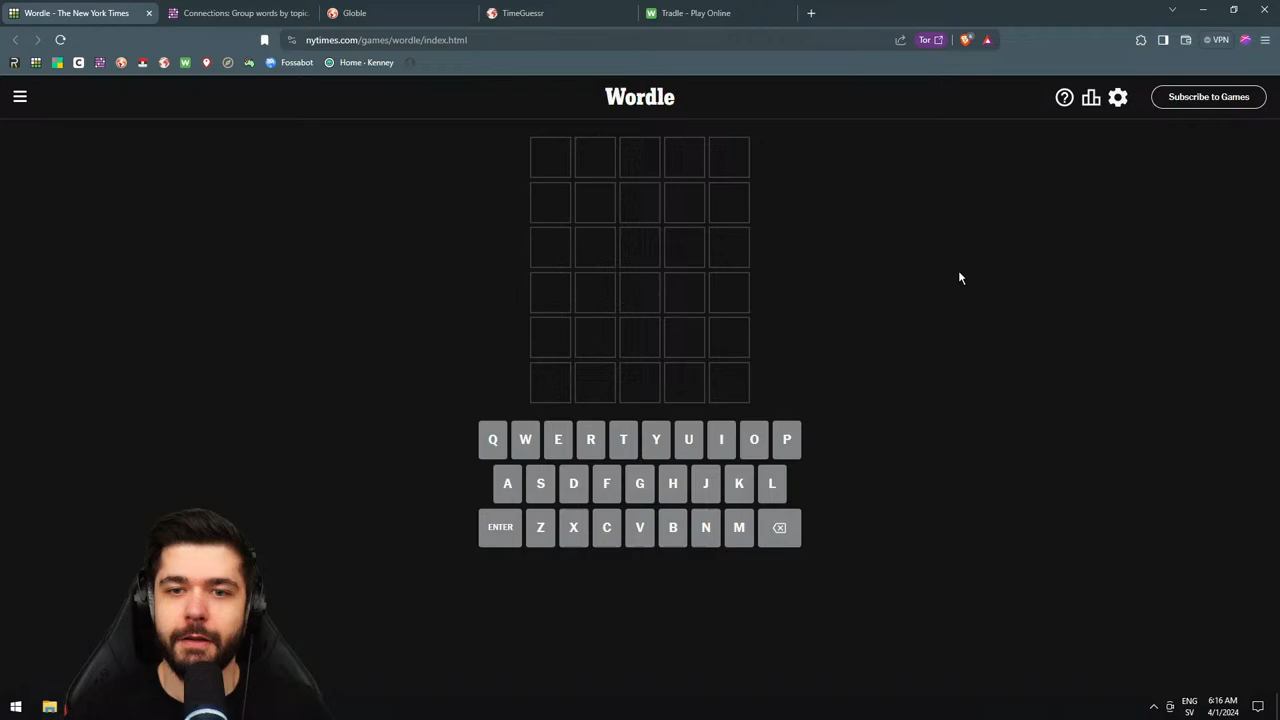 Wordle - The New York Times
Connections: Group words by topic.
Globle
TimeGuessr
Tradle - Play Online
nytimes.com/games/wordle/index.html
Tor
VPN
Fossabot
Home · Kenney
Wordle
Subscribe to Games
Q W E R T Y U I O P
A S D F G H J K L
ENTER Z X C V B N M
ENG
SV
6:16 AM
4/1/2024